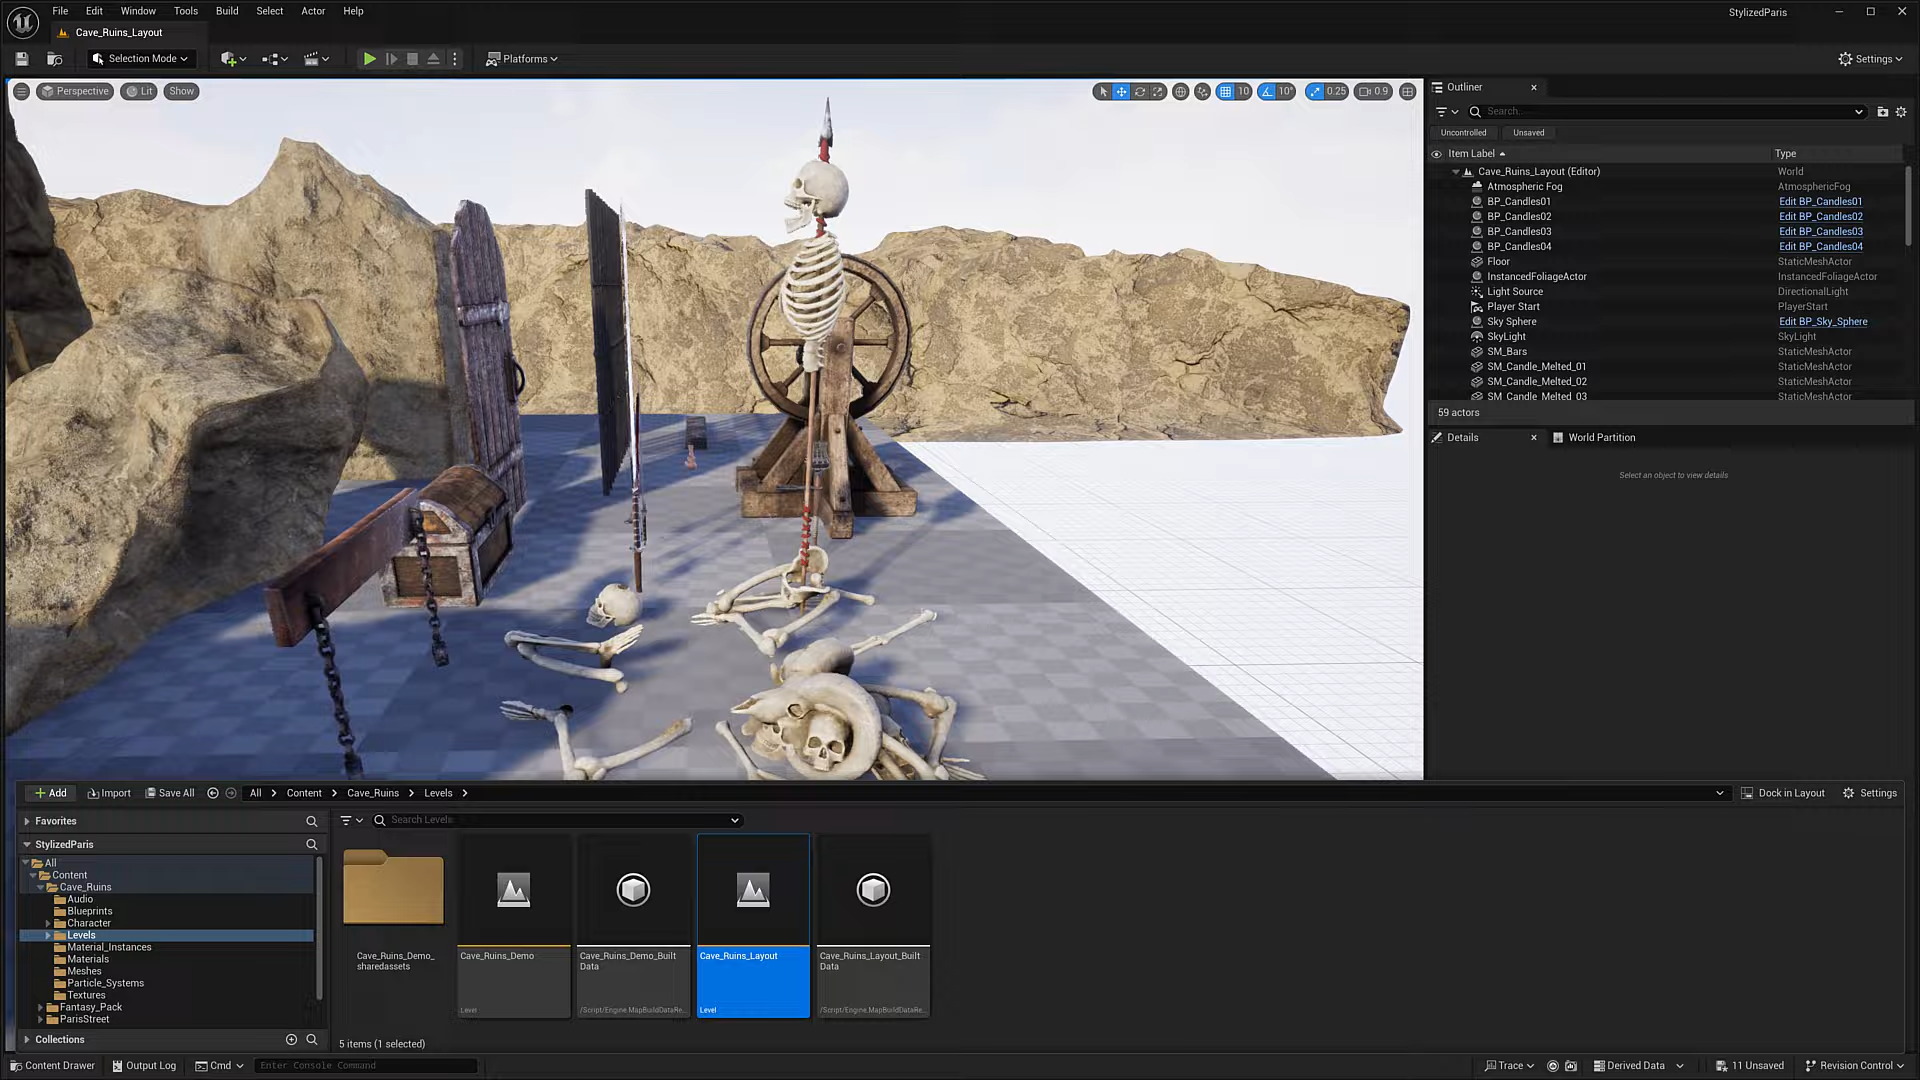 File Edit Window Tools Build Select Actor Help
StylizedParis
Cave_Ruins_Layout
Selection Mode
Platforms
Settings
Perspective Lit Show
10 10° 0.25 0.9
Outliner
Search...
Uncontrolled Unsaved
Item Label Type
Cave_Ruins_Layout (Editor) World
Atmospheric Fog AtmosphericFog
BP_Candles01 Edit BP_Candles01
BP_Candles02 Edit BP_Candles02
BP_Candles03 Edit BP_Candles03
BP_Candles04 Edit BP_Candles04
Floor StaticMeshActor
InstancedFoliageActor InstancedFoliageActor
Light Source DirectionalLight
Player Start PlayerStart
Sky Sphere Edit BP_Sky_Sphere
SkyLight SkyLight
SM_Bars StaticMeshActor
SM_Candle_Melted_01 StaticMeshActor
SM_Candle_Melted_02 StaticMeshActor
SM_Candle_Melted_03 StaticMeshActor
59 actors
Details World Partition
Select an object to view details
Add Import Save All All Content Cave_Ruins Levels Dock in Layout Settings
Favorites
Search Levels
StylizedParis
All
Content
Cave_Ruins
Audio
Blueprints
Character
Levels
Material_Instances
Materials
Meshes
Particle_Systems
Textures
Fantasy_Pack
ParisStreet
Collections
Cave_Ruins_Demo_
sharedassets
Cave_Ruins_Demo
Level
Cave_Ruins_Demo_Built
Data
/Script/Engine.MapBuildDataRe...
Cave_Ruins_Layout
Level
Cave_Ruins_Layout_Built
Data
/Script/Engine.MapBuildDataRe...
5 items (1 selected)
Content Drawer Output Log Cmd Enter Console Command Trace Derived Data 11 Unsaved Revision Control